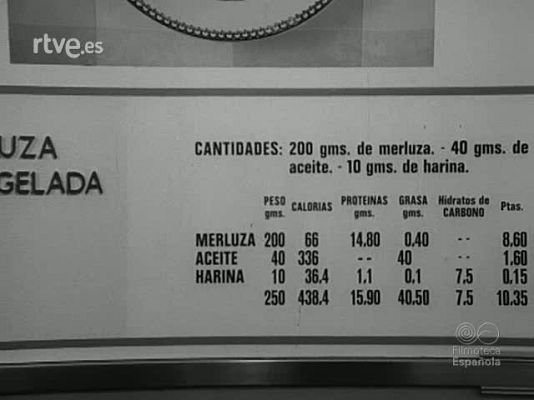 rtve.es
UZA
GELADA
CANTIDADES: 200 gms. de merluza. - 40 gms. de
aceite. - 10 gms. de harina.
PESO gms. CALORIAS PROTEINAS gms. GRASA gms. Hidratos de CARBONO Ptas.
MERLUZA 200 66 14.80 0,40 -- 8.60
ACEITE 40 336 -- 40 1.60
HARINA 10 36.4 1,1 0.1 7.5 0.15
250 438.4 15.90 40.50 7.5 10.35
Filmoteca
Española